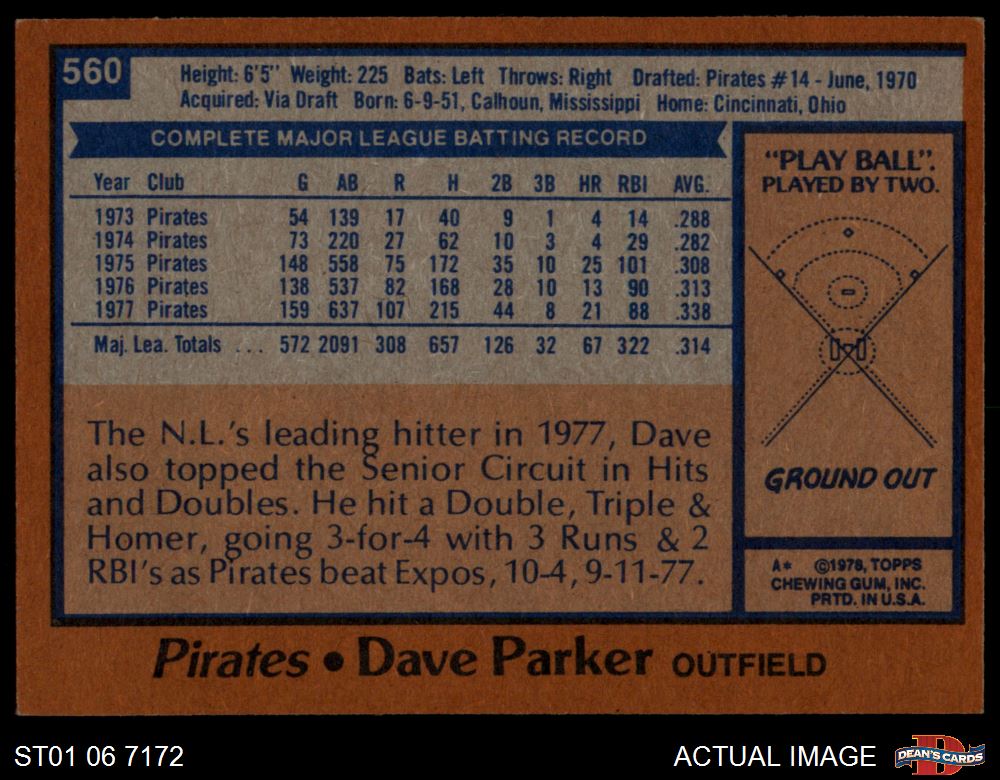 560
Height: 6'5" Weight: 225 Bats: Left Throws: Right Drafted: Pirates #14 - June, 1970
Acquired: Via Draft Born: 6-9-51, Calhoun, Mississippi Home: Cincinnati, Ohio
COMPLETE MAJOR LEAGUE BATTING RECORD
Year Club G AB R H 2B 3B HR RBI AVG.
1973 Pirates 54 139 17 40 9 1 4 14 .288
1974 Pirates 73 220 27 62 10 3 4 29 .282
1975 Pirates 148 558 75 172 35 10 25 101 .308
1976 Pirates 138 537 82 168 28 10 13 90 .313
1977 Pirates 159 637 107 215 44 8 21 88 .338
Maj. Lea. Totals ... 572 2091 308 657 126 32 67 322 .314
The N.L.'s leading hitter in 1977, Dave
also topped the Senior Circuit in Hits
and Doubles. He hit a Double, Triple &
Homer, going 3-for-4 with 3 Runs & 2
RBI's as Pirates beat Expos, 10-4, 9-11-77.
"PLAY BALL".
PLAYED BY TWO.
GROUND OUT
A* ©1978, TOPPS
CHEWING GUM, INC.
PRTD. IN U.S.A.
Pirates • Dave Parker OUTFIELD
ST01 06 7172
ACTUAL IMAGE
D
DEAN'S CARDS